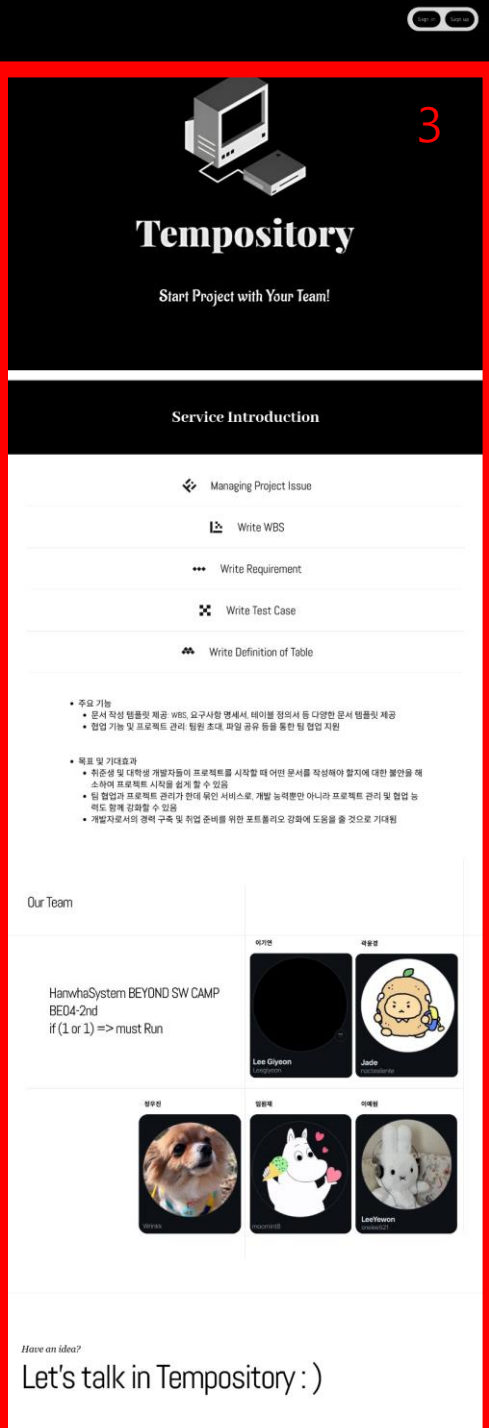 Sign in Sign up
3
Tempository
Start Project with Your Team!
Service Introduction
Managing Project Issue
Write WBS
Write Requirement
Write Test Case
Write Definition of Table
• 주요 기능
• 문서 작성 템플릿 제공: WBS, 요구사항 명세서, 테이블 정의서 등 다양한 문서 템플릿 제공
• 협업 기능 및 프로젝트 관리: 팀원 초대, 파일 공유 등을 통한 팀 협업 지원
• 목표 및 기대효과
• 취준생 및 대학생 개발자들이 프로젝트를 시작할 때 어떤 문서를 작성해야 할지에 대한 불안을 해
소하여 프로젝트 시작을 쉽게 할 수 있음
• 팀 협업과 프로젝트 관리가 한데 묶인 서비스로, 개발 능력뿐만 아니라 프로젝트 관리 및 협업 능
력도 함께 강화할 수 있음
• 개발자로서의 경력 구축 및 취업 준비를 위한 포트폴리오 강화에 도움을 줄 것으로 기대됨
Our Team
이기연 곽윤경
HanwhaSystem BEYOND SW CAMP
BE04-2nd
if (1 or 1) => must Run
Lee Giyeon Jade
Leegiyeon noctesilente
정우진 임원재 이예원
LeeYewon
moomint8
Have an idea?
Let's talk in Tempository : )